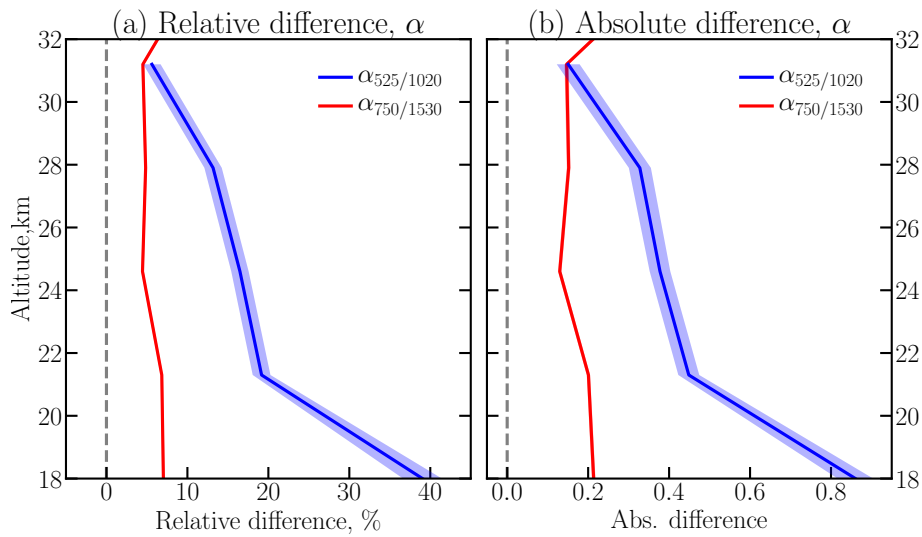 (a) Relative difference, α
(b) Absolute difference, α
32
30
28
26
24
22
20
18
Altitude,km
α525/1020
α750/1530
0
10
20
30
40
Relative difference, %
α525/1020
α750/1530
32
30
28
26
24
22
20
18
0.0
0.2
0.4
0.6
0.8
Abs. difference